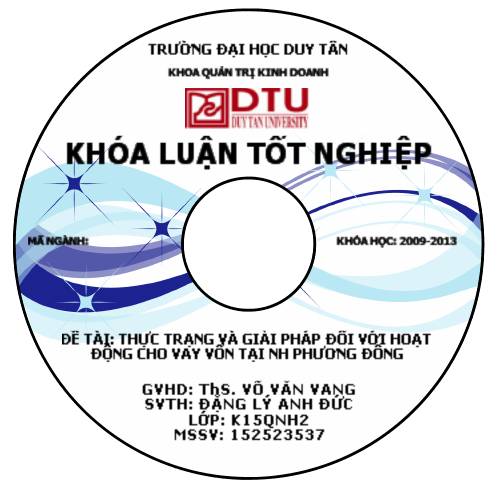 TRƯỜNG ĐẠI HỌC DUY TÂN
KHOA QUẢN TRỊ KINH DOANH
DTU
DUY TAN UNIVERSITY
KHÓA LUẬN TỐT NGHIỆP
MÃ NGÀNH:
KHÓA HỌC: 2009-2013
ĐỀ TÀI: THỰC TRẠNG VÀ GIẢI PHÁP ĐỐI VỚI HOẠT
ĐỘNG CHO VAY VỐN TẠI NH PHƯƠNG ĐÔNG
GVHD: ThS. VÕ VĂN VANG
SVTH: ĐẶNG LÝ ANH ĐỨC
LỚP: K15QNH2
MSSV: 152523537